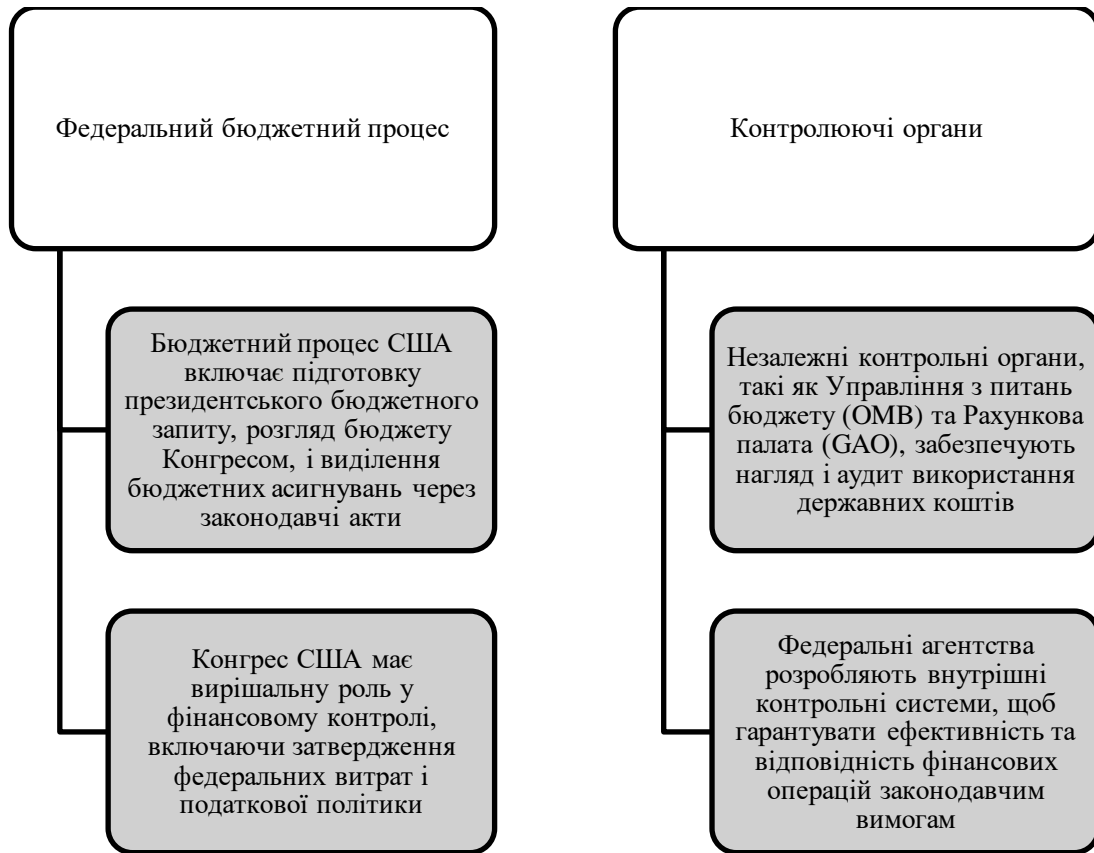 Федеральний бюджетний процес
Бюджетний процес США
включає підготовку
президентського бюджетного
запиту, розгляд бюджету
Конгресом, і виділення
бюджетних асигнувань через
законодавчі акти
Конгрес США має
вирішальну роль у
фінансовому контролі,
включаючи затвердження
федеральних витрат і
податкової політики
Контролюючі органи
Незалежні контрольні органи,
такі як Управління з питань
бюджету (OMB) та Рахункова
палата (GAO), забезпечують
нагляд і аудит використання
державних коштів
Федеральні агентства
розробляють внутрішні
контрольні системи, щоб
гарантувати ефективність та
відповідність фінансових
операцій законодавчим
вимогам